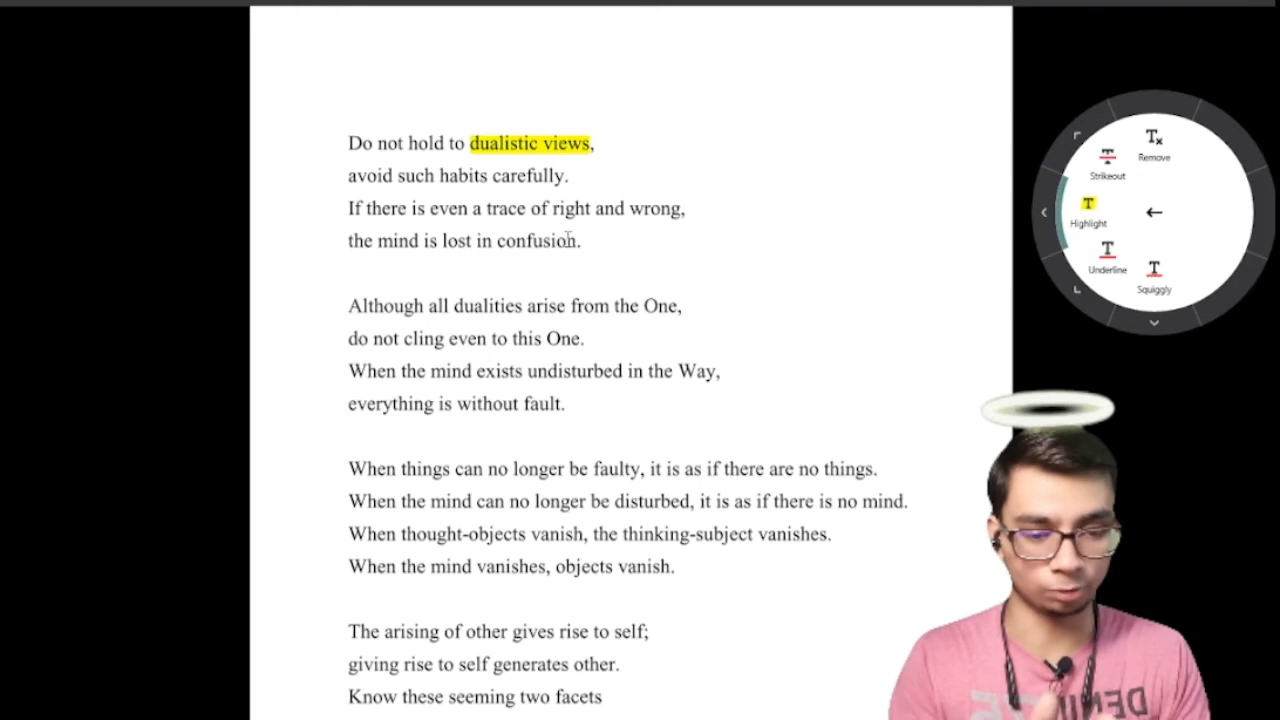 Do not hold to dualistic views,
avoid such habits carefully.
If there is even a trace of right and wrong,
the mind is lost in confusion.
Although all dualities arise from the One,
do not cling even to this One.
When the mind exists undisturbed in the Way,
everything is without fault.
When things can no longer be faulty, it is as if there are no things.
When the mind can no longer be disturbed, it is as if there is no mind.
When thought-objects vanish, the thinking-subject vanishes.
When the mind vanishes, objects vanish.
The arising of other gives rise to self;
giving rise to self generates other.
Know these seeming two facets
Remove
Strikeout
Highlight
Underline
Squiggly